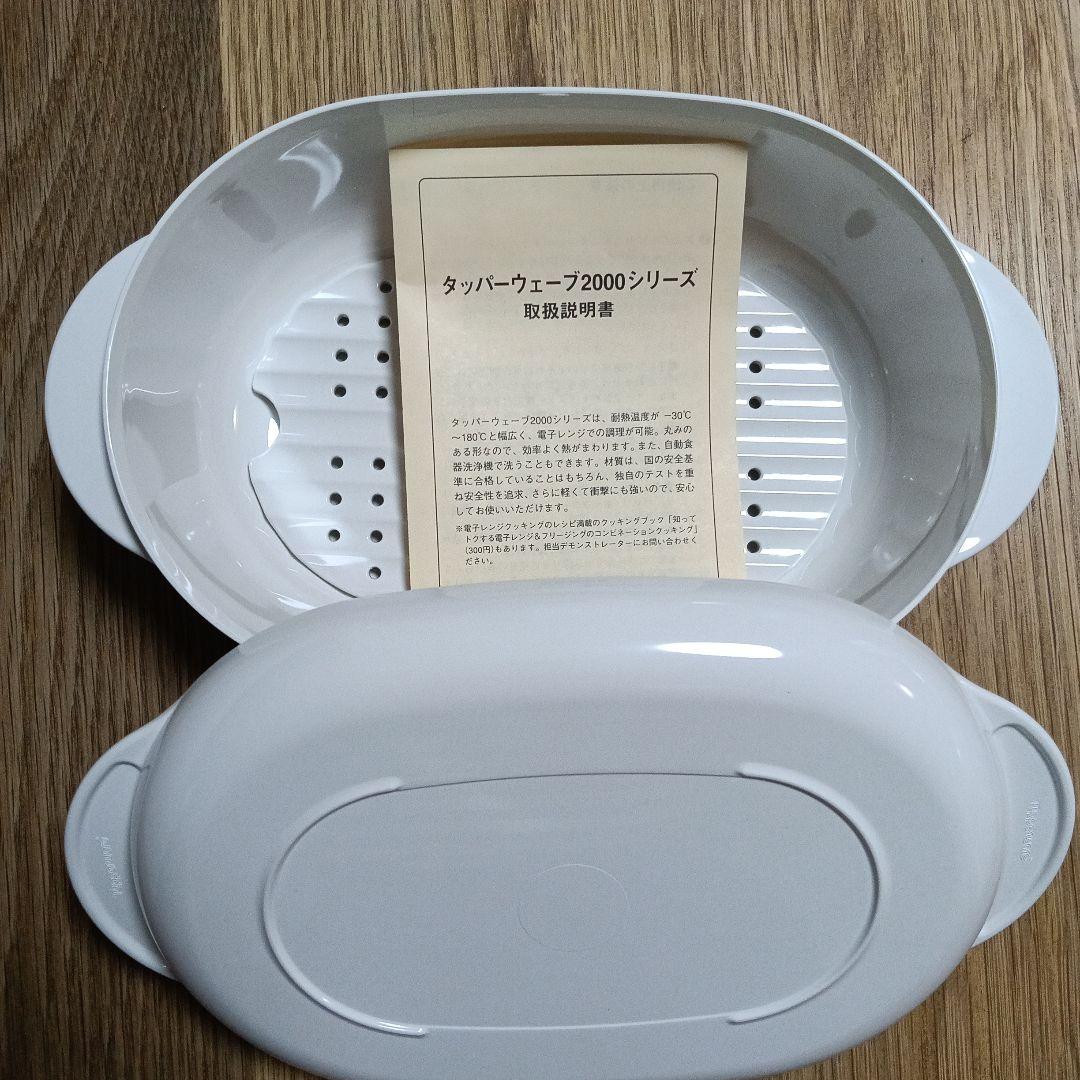 タッパーウェーブ2000シリーズ
取扱説明書
タッパーウェーブ2000シリーズは、耐熱温度が −30℃
〜180℃と幅広く、電子レンジでの調理が可能。丸みの
ある形なので、効率よく熱がまわります。また、自動食
器洗浄機で洗うこともできます。材質は、国の安全基
準に合格していることはもちろん、独自のテストを重
ね安全性を追求、さらに軽くて衝撃にも強いので、安心
してお使いいただけます。
※電子レンジクッキングのレシピ満載のクッキングブック「知って
トクする電子レンジ&フリージングのコンビネーションクッキング」
(300円)もあります。担当デモンストレーターにお問い合わせく
ださい。